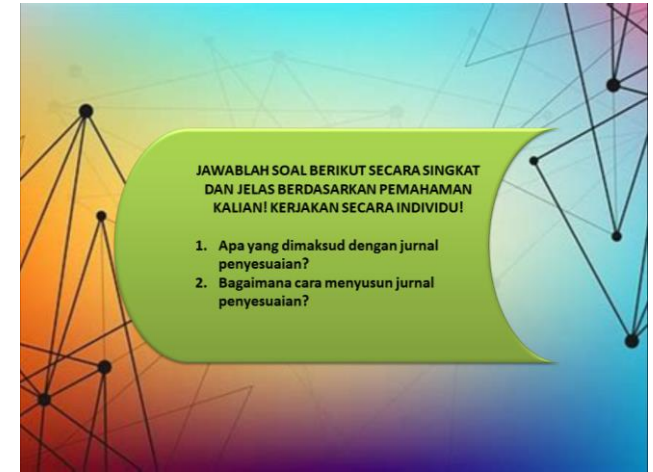 JAWABLAH SOAL BERIKUT SECARA SINGKAT
DAN JELAS BERDASARKAN PEMAHAMAN
KALIAN! KERJAKAN SECARA INDIVIDU!
1. Apa yang dimaksud dengan jurnal
penyesuaian?
2. Bagaimana cara menyusun jurnal
penyesuaian?